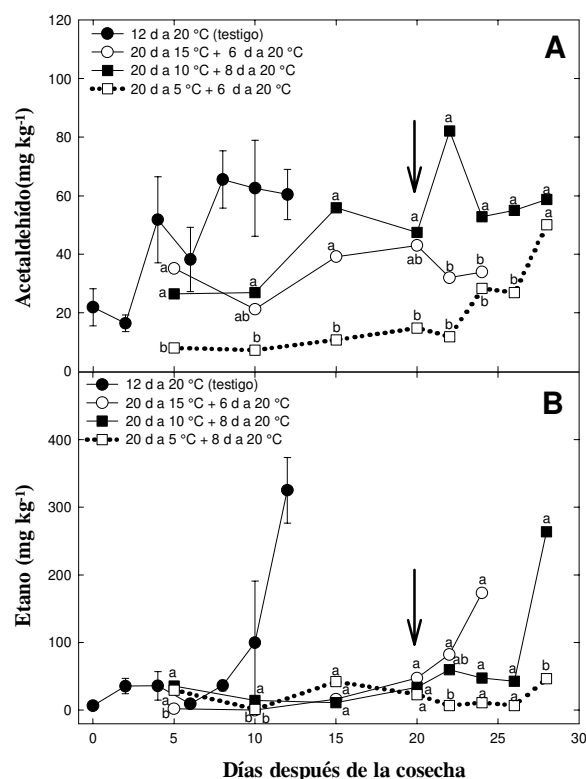 A
12 d a 20 °C (testigo)
20 d a 15 °C + 6 d a 20 °C
20 d a 10 °C + 8 d a 20 °C
20 d a 5 °C + 6 d a 20 °C
Acetaldehído(mg kg-1)
120
100
80
60
40
20
0
a
a
b
a
ab
b
a
a
b
a
ab
b
a
b
b
a
b
b
a
b
a
a
B
12 d a 20 °C (testigo)
20 d a 15 °C + 6 d a 20 °C
20 d a 10 °C + 8 d a 20 °C
20 d a 5 °C + 8 d a 20 °C
Etano (mg kg-1)
400
300
200
100
0
a
a
b
a
b
b
a
a
a
a
a
a
a
ab
b
a
a
a
a
a
a
b
0 5 10 15 20 25 30
Días después de la cosecha